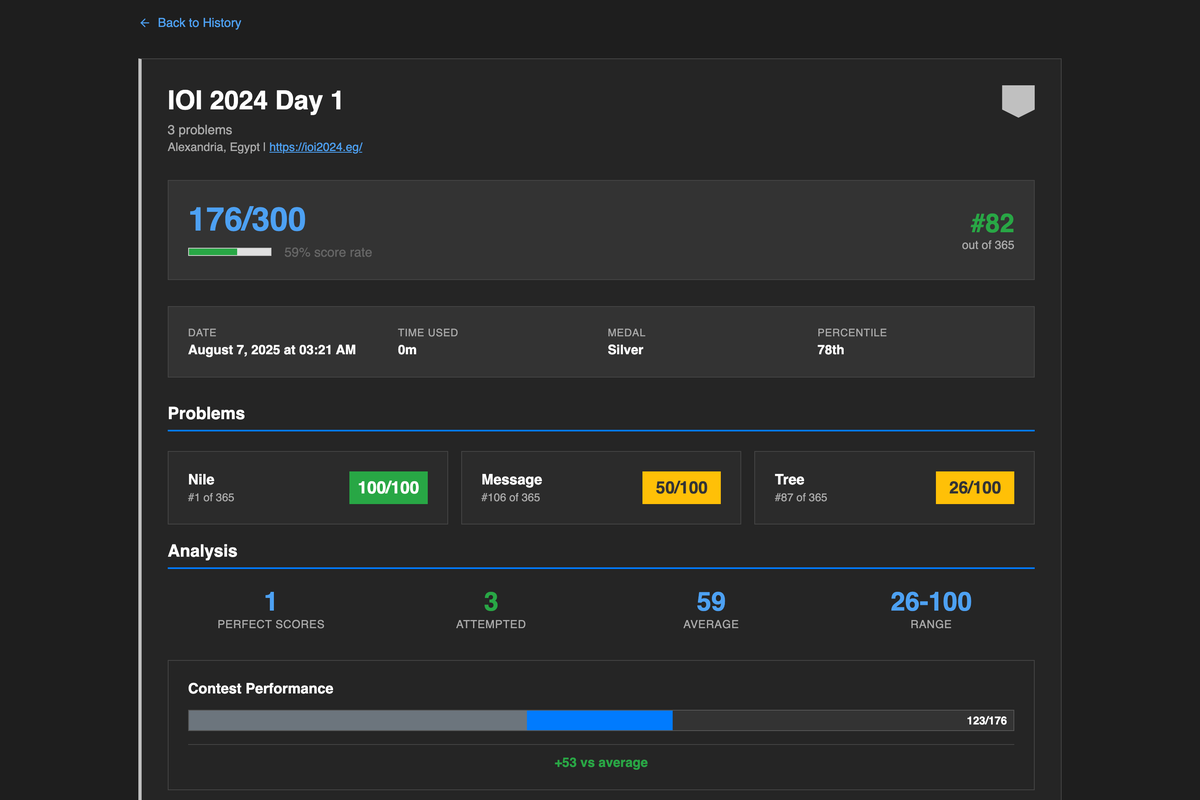 ← Back to History
IOI 2024 Day 1
3 problems
Alexandria, Egypt | https://ioi2024.eg/
176/300
59% score rate
#82
out of 365
DATE
August 7, 2025 at 03:21 AM
TIME USED
0m
MEDAL
Silver
PERCENTILE
78th
Problems
Nile
#1 of 365
100/100
Message
#106 of 365
50/100
Tree
#87 of 365
26/100
Analysis
1
PERFECT SCORES
3
ATTEMPTED
59
AVERAGE
26-100
RANGE
Contest Performance
123/176
+53 vs average